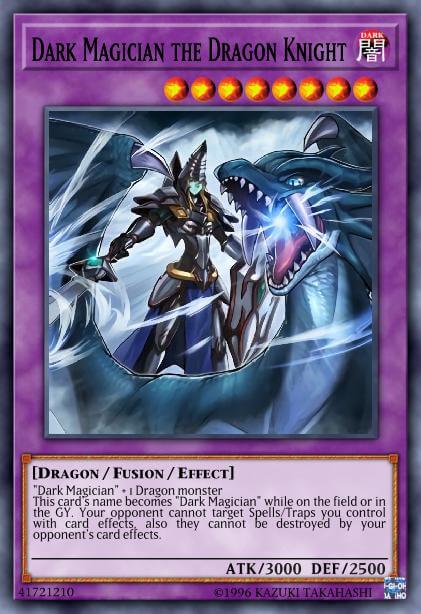 DARK MAGICIAN THE DRAGON KNIGHT
DARK
闇
[DRAGON / FUSION / EFFECT]
"Dark Magician" + 1 Dragon monster
This card's name becomes "Dark Magician" while on the field or in
the GY. Your opponent cannot target Spells/Traps you control
with card effects, also they cannot be destroyed by your
opponent's card effects.
ATK/3000 DEF/2500
41721210
©1996 KAZUKI TAKAHASHI